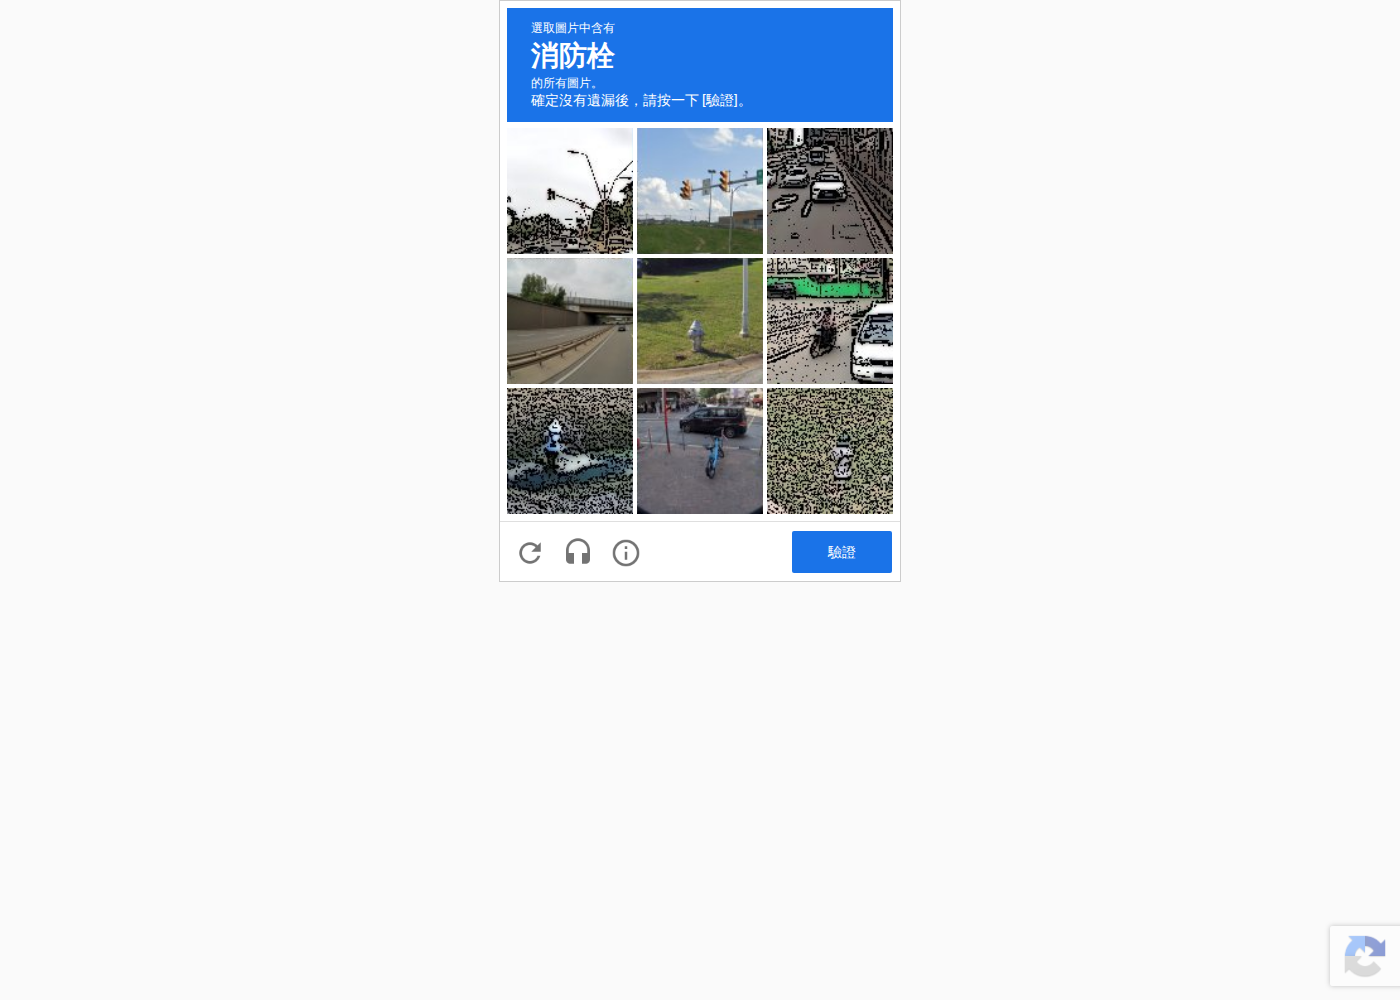 選取圖片中含有
消防栓
的所有圖片。
確定沒有遺漏後，請按一下 [驗證]。
驗證